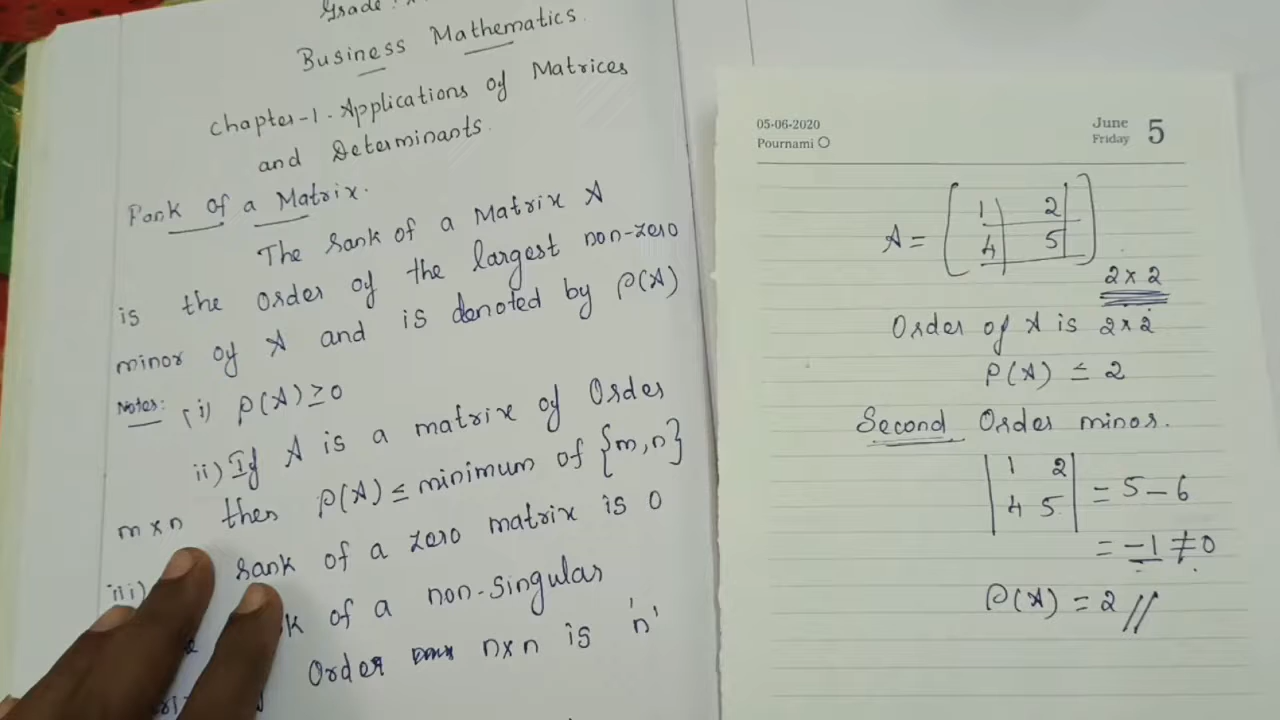 Grade :
Business Mathematics.
Chapter-1. Applications of Matrices
and Determinants.
Rank of a Matrix.
The rank of a Matrix A
is the order of the largest non-zero
minor of A and is denoted by ρ(A)
Notes: (i) ρ(A) ≥ 0
ii) If A is a matrix of Order
m×n then ρ(A) ≤ minimum of {m,n}
iii) rank of a zero matrix is 0
of a non-singular
Order n×n is 'n'
05-06-2020
Pournami O
June
Friday 5
A = [ 1 2
4 5 ]
2×2
Order of A is 2×2
ρ(A) ≤ 2
Second Order minor.
| 1 2
4 5 | = 5 - 6
= -1 ≠ 0
ρ(A) = 2 //